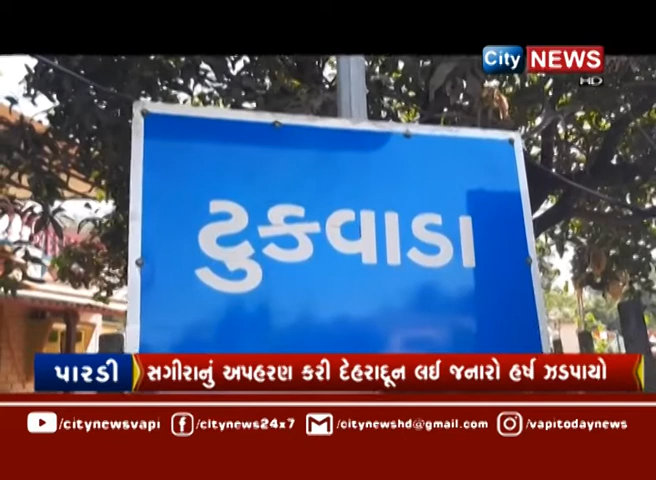 City NEWS
HD
ટુકવાડા
પારડી સગીરાનું અપહરણ કરી દેહરાદૂન લઈ જનારો હર્ષ ઝડપાયો
/citynewsvapi f /citynews24x7 /citynewshd@gmail.com /vapitodaynews